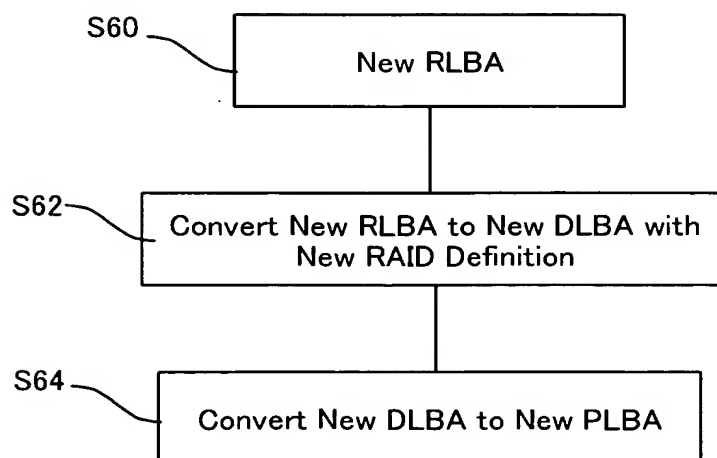 S60
New RLBA
S62
Convert New RLBA to New DLBA with
New RAID Definition
S64
Convert New DLBA to New PLBA